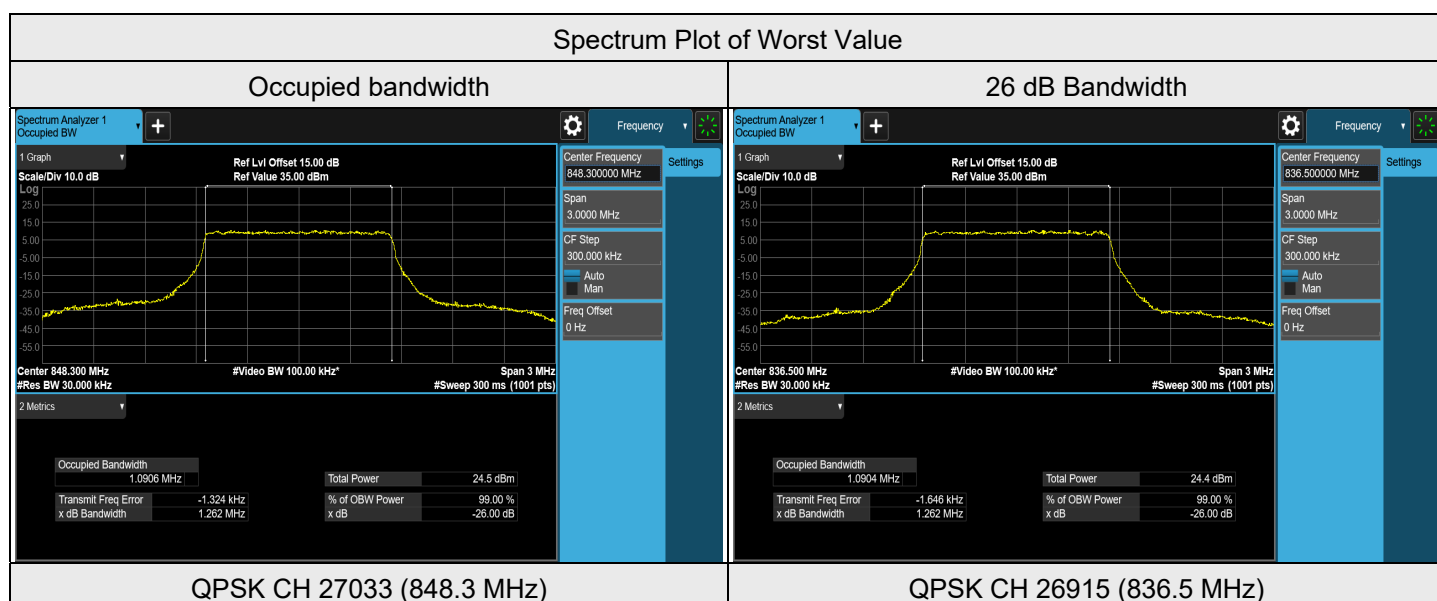 Spectrum Plot of Worst Value
Occupied bandwidth
26 dB Bandwidth
Spectrum Analyzer 1
Occupied BW
+
Frequency
1 Graph
Ref Lvl Offset 15.00 dB
Scale/Div 10.0 dB
Ref Value 35.00 dBm
Log
25.0
15.0
5.00
-5.00
-15.0
-25.0
-35.0
-45.0
-55.0
Center 848.300 MHz
#Video BW 100.00 kHz*
Span 3 MHz
#Res BW 30.000 kHz
#Sweep 300 ms (1001 pts)
Center Frequency
848.300000 MHz
Settings
Span
3.0000 MHz
CF Step
300.000 kHz
Auto
Man
Freq Offset
0 Hz
2 Metrics
Occupied Bandwidth
1.0906 MHz
Total Power 24.5 dBm
Transmit Freq Error -1.324 kHz
% of OBW Power 99.00 %
x dB Bandwidth 1.262 MHz
x dB -26.00 dB
QPSK CH 27033 (848.3 MHz)
Spectrum Analyzer 1
Occupied BW
+
Frequency
1 Graph
Ref Lvl Offset 15.00 dB
Scale/Div 10.0 dB
Ref Value 35.00 dBm
Log
25.0
15.0
5.00
-5.00
-15.0
-25.0
-35.0
-45.0
-55.0
Center 836.500 MHz
#Video BW 100.00 kHz*
Span 3 MHz
#Res BW 30.000 kHz
#Sweep 300 ms (1001 pts)
Center Frequency
836.500000 MHz
Settings
Span
3.0000 MHz
CF Step
300.000 kHz
Auto
Man
Freq Offset
0 Hz
2 Metrics
Occupied Bandwidth
1.0904 MHz
Total Power 24.4 dBm
Transmit Freq Error -1.646 kHz
% of OBW Power 99.00 %
x dB Bandwidth 1.262 MHz
x dB -26.00 dB
QPSK CH 26915 (836.5 MHz)